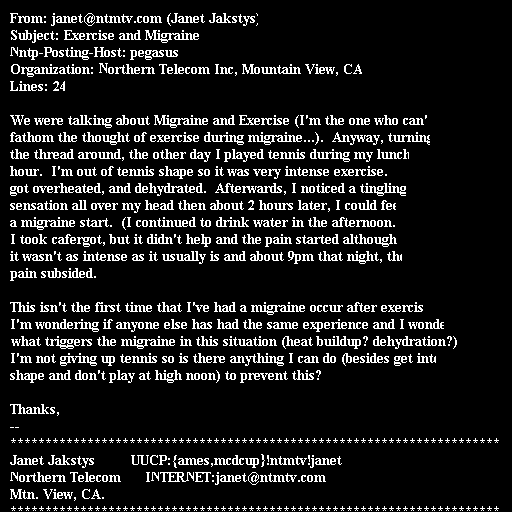 From: janet@ntmtv.com (Janet Jakstys)
Subject: Exercise and Migraine
Nntp-Posting-Host: pegasus
Organization: Northern Telecom Inc, Mountain View, CA
Lines: 24

We were talking about Migraine and Exercise (I'm the one who can'
fathom the thought of exercise during migraine...).  Anyway, turning
the thread around, the other day I played tennis during my lunch
hour.  I'm out of tennis shape so it was very intense exercise.
got overheated, and dehydrated.  Afterwards, I noticed a tingling
sensation all over my head then about 2 hours later, I could fee
a migraine start.  (I continued to drink water in the afternoon.
I took cafergot, but it didn't help and the pain started although
it wasn't as intense as it usually is and about 9pm that night, the
pain subsided.

This isn't the first time that I've had a migraine occur after exercis
I'm wondering if anyone else has had the same experience and I wonde
what triggers the migraine in this situation (heat buildup? dehydration?)
I'm not giving up tennis so is there anything I can do (besides get into
shape and don't play at high noon) to prevent this?

Thanks,
--
**********************************************************************
Janet Jakstys          UUCP:{ames,mcdcup}!ntmtv!janet
Northern Telecom       INTERNET:janet@ntmtv.com
Mtn. View, CA.
**********************************************************************